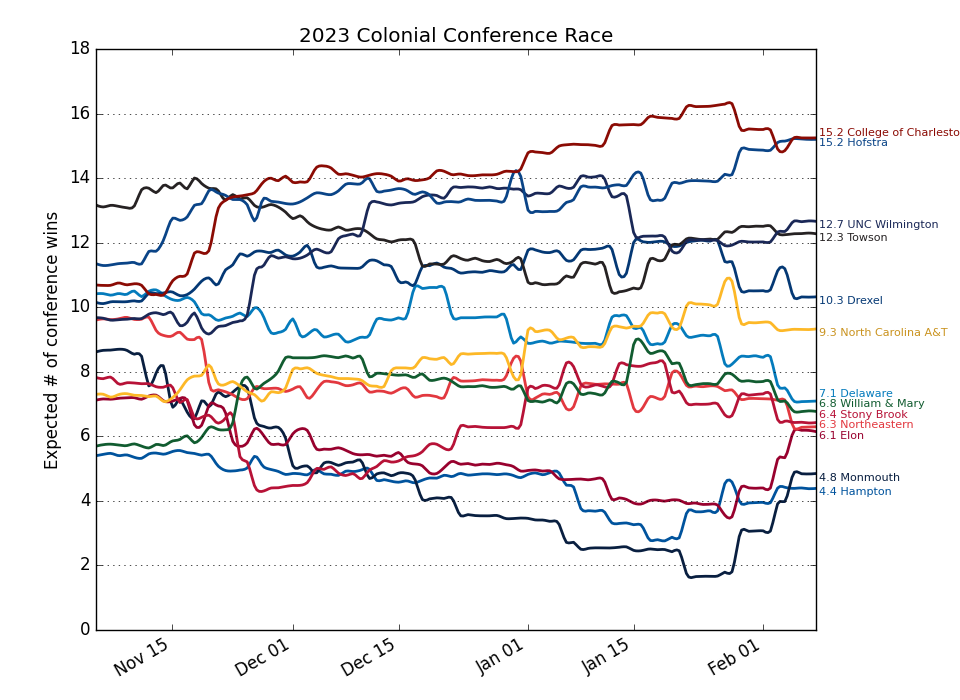 2023 Colonial Conference Race
Expected # of conference wins
18
16
14
12
10
8
6
4
2
0
Nov 15
Dec 01
Dec 15
Jan 01
Jan 15
Feb 01
15.2 College of Charlesto
15.2 Hofstra
12.7 UNC Wilmington
12.3 Towson
10.3 Drexel
9.3 North Carolina A&T
7.1 Delaware
6.8 William & Mary
6.4 Stony Brook
6.3 Northeastern
6.1 Elon
4.8 Monmouth
4.4 Hampton